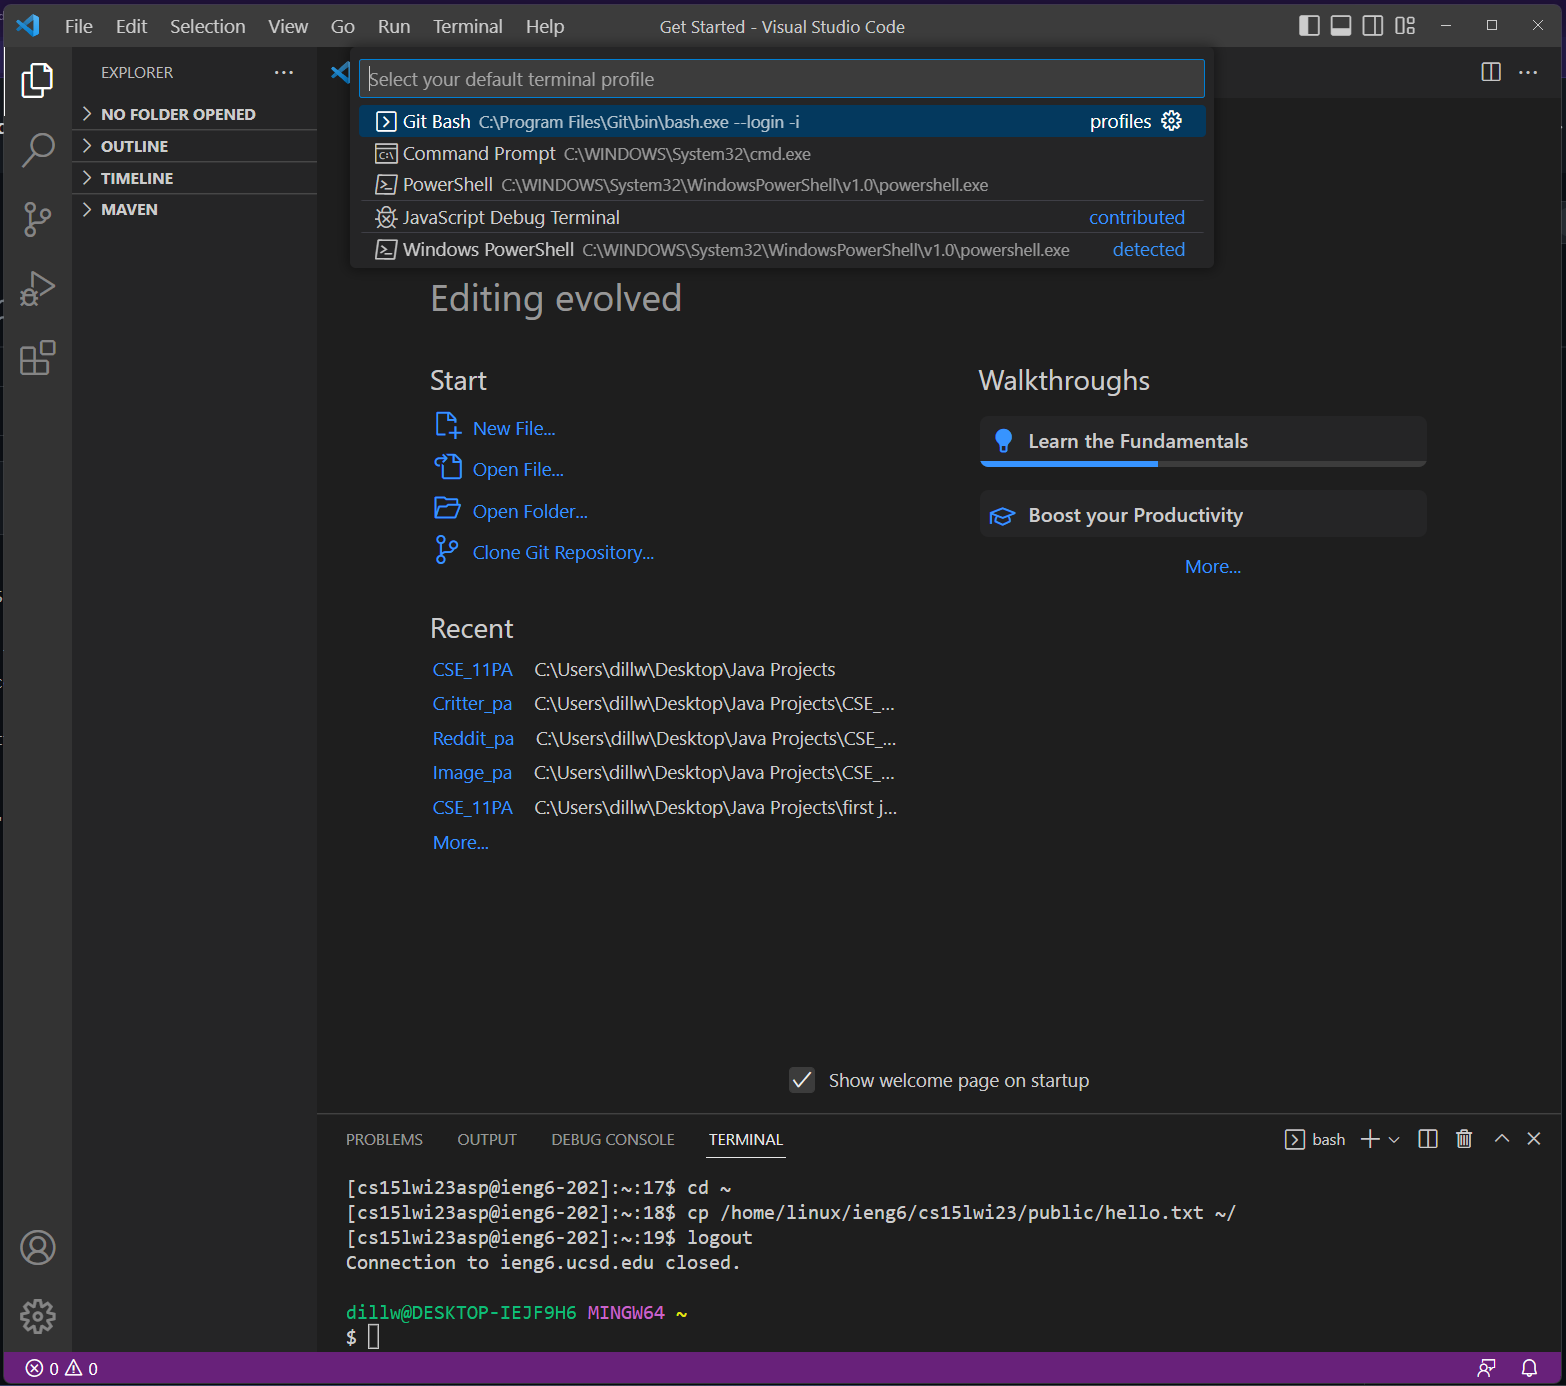 File Edit Selection View Go Run Terminal Help Get Started - Visual Studio Code
EXPLORER
NO FOLDER OPENED
OUTLINE
TIMELINE
MAVEN
Select your default terminal profile
Git Bash C:\Program Files\Git\bin\bash.exe --login -i profiles
Command Prompt C:\WINDOWS\System32\cmd.exe
PowerShell C:\WINDOWS\System32\WindowsPowerShell\v1.0\powershell.exe
JavaScript Debug Terminal contributed
Windows PowerShell C:\WINDOWS\System32\WindowsPowerShell\v1.0\powershell.exe detected
Editing evolved
Start
New File...
Open File...
Open Folder...
Clone Git Repository...
Walkthroughs
Learn the Fundamentals
Boost your Productivity
More...
Recent
CSE_11PA C:\Users\dillw\Desktop\Java Projects
Critter_pa C:\Users\dillw\Desktop\Java Projects\CSE_...
Reddit_pa C:\Users\dillw\Desktop\Java Projects\CSE_...
Image_pa C:\Users\dillw\Desktop\Java Projects\CSE_...
CSE_11PA C:\Users\dillw\Desktop\Java Projects\first j...
More...
Show welcome page on startup
PROBLEMS OUTPUT DEBUG CONSOLE TERMINAL bash
[cs15lwi23asp@ieng6-202]:~:17$ cd ~
[cs15lwi23asp@ieng6-202]:~:18$ cp /home/linux/ieng6/cs15lwi23/public/hello.txt ~/
[cs15lwi23asp@ieng6-202]:~:19$ logout
Connection to ieng6.ucsd.edu closed.
dillw@DESKTOP-IEJF9H6 MINGW64 ~
$
0 0